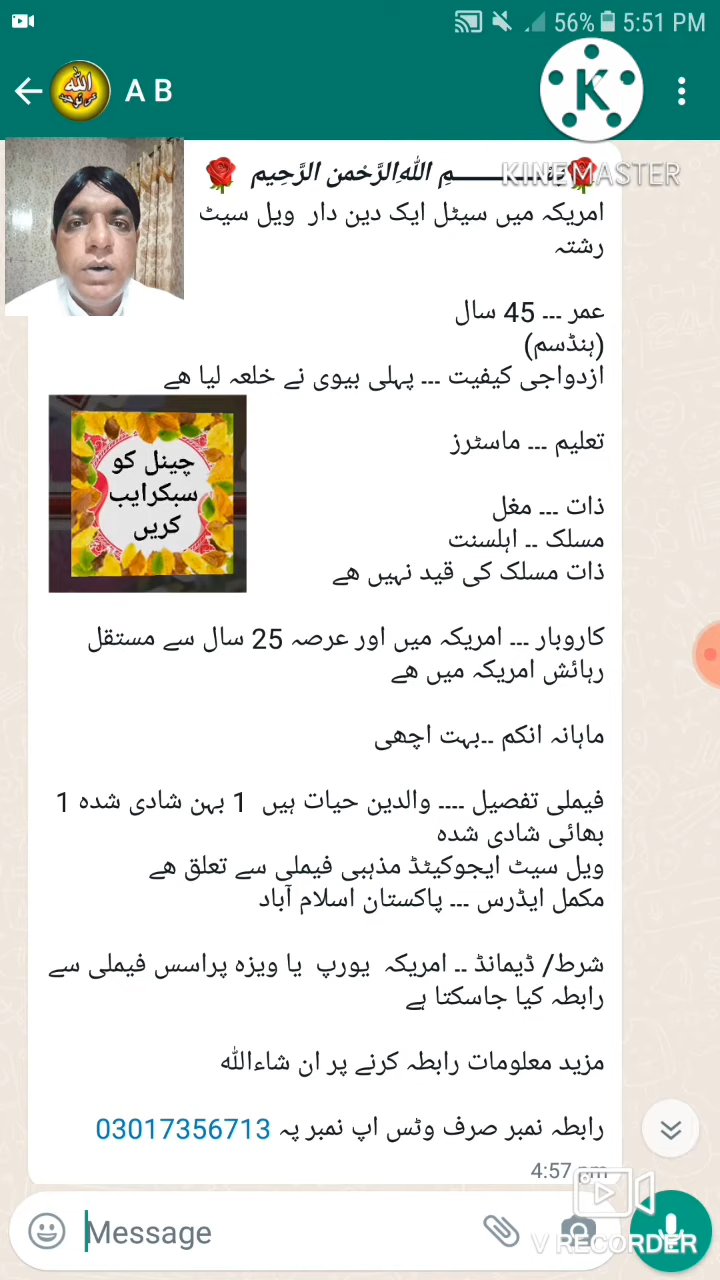 56% 5:51 PM
A B
اللہ
K
KINEMASTER
بِسْمِ اللّٰهِ الرَّحْمٰنِ الرَّحِيم
امریکہ میں سیٹل ایک دین دار ویل سیٹ
رشتہ
عمر --- 45 سال
(ہنڈسم)
ازدواجی کیفیت --- پہلی بیوی نے خلعہ لیا ھے
تعلیم --- ماسٹرز
چینل کو
سبکرایب
کریں
ذات --- مغل
مسلک -- اہلسنت
ذات مسلک کی قید نہیں ھے
کاروبار --- امریکہ میں اور عرصہ 25 سال سے مستقل
رہائش امریکہ میں ھے
ماہانہ انکم --بہت اچھی
فیملی تفصیل ---- والدین حیات ہیں 1 بہن شادی شدہ 1
بھائی شادی شدہ
ویل سیٹ ایجوکیٹڈ مذہبی فیملی سے تعلق ھے
مکمل ایڈرس --- پاکستان اسلام آباد
شرط/ ڈیمانڈ -- امریکہ یورپ یا ویزہ پراسس فیملی سے
رابطہ کیا جاسکتا ہے
مزید معلومات رابطہ کرنے پر ان شاءاللہ
رابطہ نمبر صرف وٹس اپ نمبر پہ 03017356713
4:57 pm
Message
V RECORDER